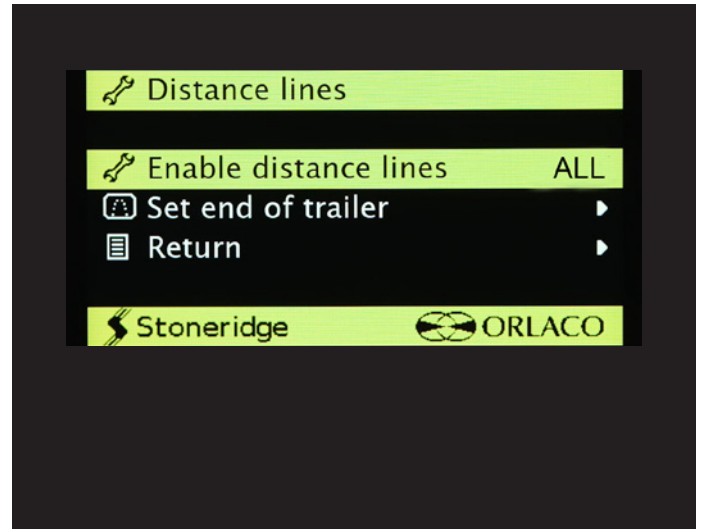 Distance lines
Enable distance lines ALL
Set end of trailer
Return
Stoneridge ORLACO